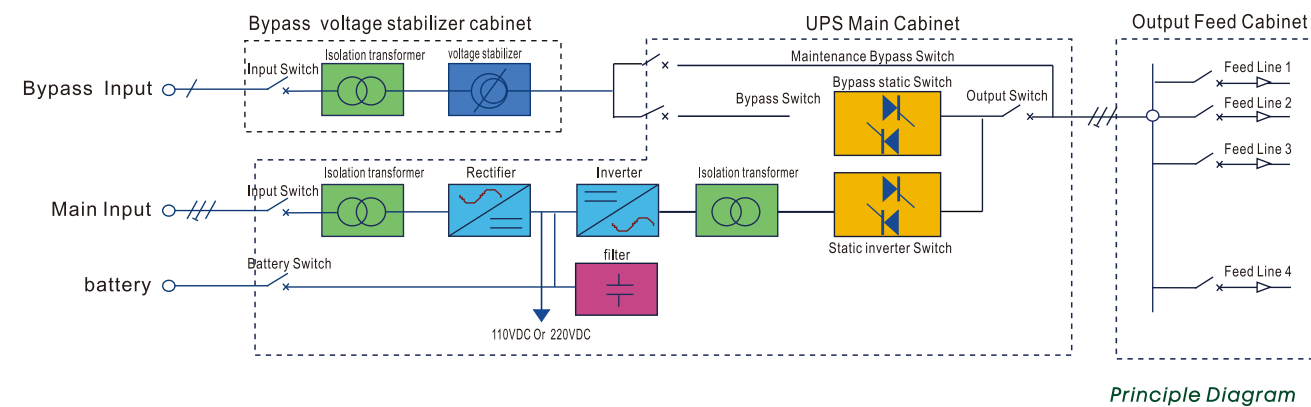 Bypass voltage stabilizer cabinet
UPS Main Cabinet
Output Feed Cabinet
Isolation transformer
voltage stabilizer
Input Switch
Bypass Input
Maintenance Bypass Switch
Bypass static Switch
Bypass Switch
Output Switch
Feed Line 1
Feed Line 2
Feed Line 3
Feed Line 4
Main Input
Input Switch
Isolation transformer
Rectifier
Inverter
Isolation transformer
Static inverter Switch
battery
Battery Switch
filter
110VDC Or 220VDC
Principle Diagram